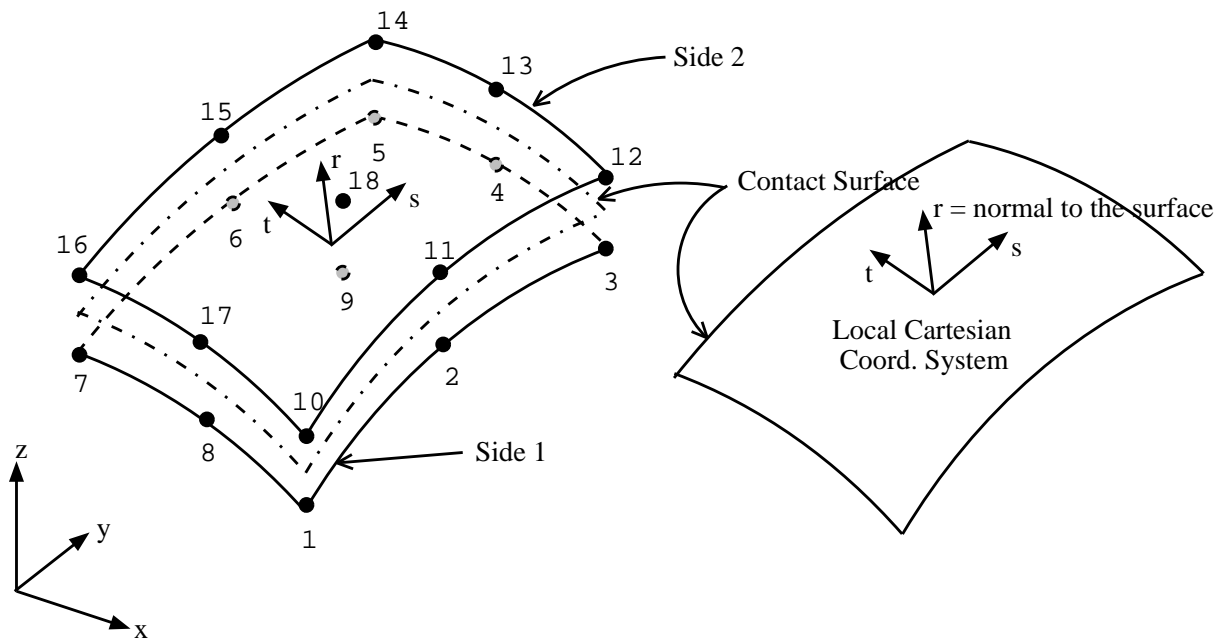 14
13
Side 2
15
5
12
r
18
4
Contact Surface
s
t
6
r = normal to the surface
16
11
3
s
t
9
17
Local Cartesian
Coord. System
2
7
10
8
Side 1
z
1
y
x